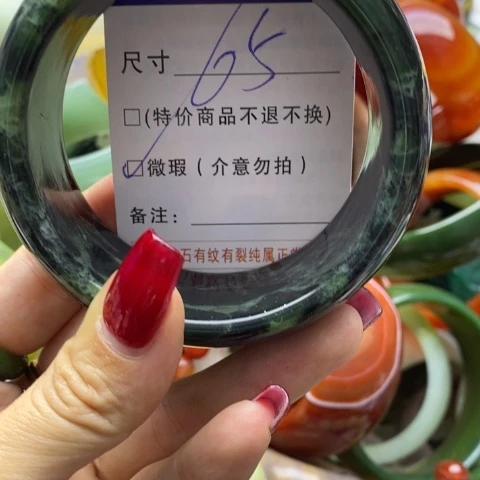 尺寸 65
□(特价商品不退不换)
☑微瑕(介意勿拍)
备注:
石有纹有裂纯属正常